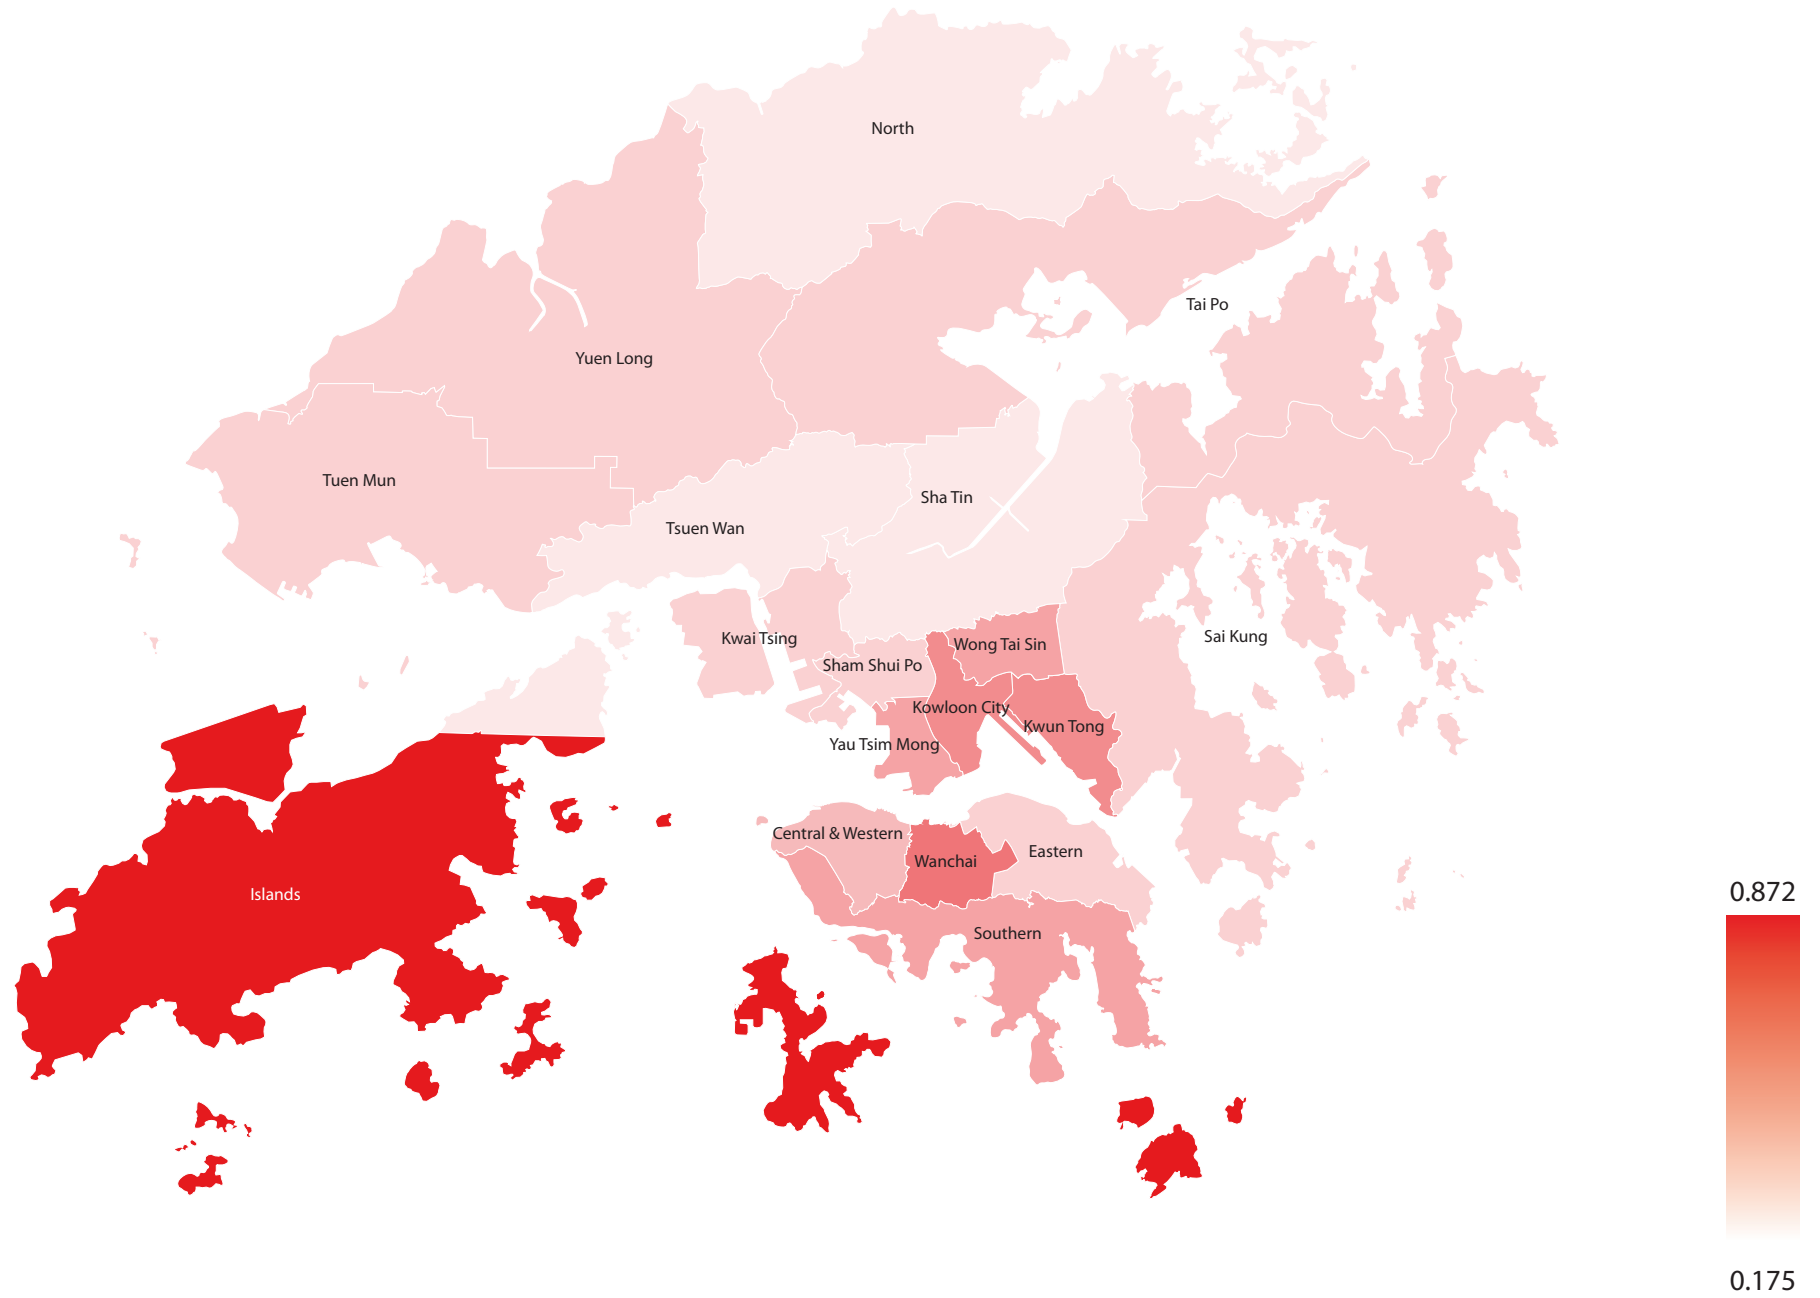 North
Tai Po
Yuen Long
Tuen Mun
Sha Tin
Tsuen Wan
Kwai Tsing
Sai Kung
Wong Tai Sin
Sham Shui Po
Kowloon City
Kwun Tong
Yau Tsim Mong
Central & Western
Eastern
Wanchai
Islands
0.872
Southern
0.175